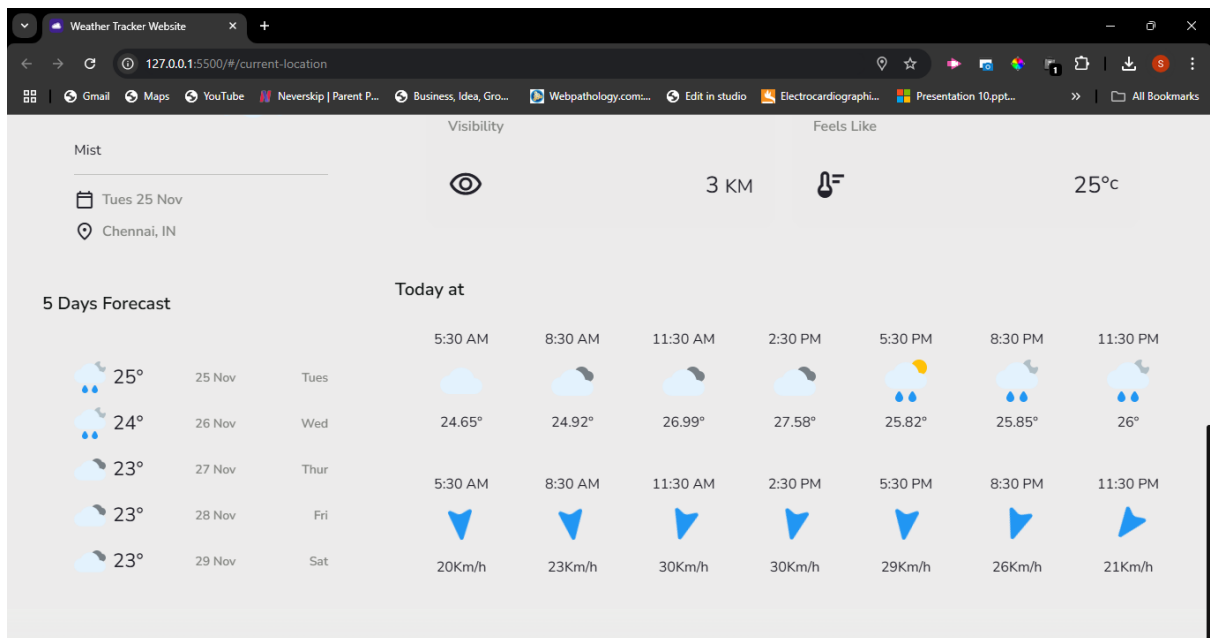 Weather Tracker Website
127.0.0.1:5500/#/current-location
S
1
Gmail Maps YouTube Neverskip | Parent P... Business, Idea, Gro... Webpathology.com:... Edit in studio Electrocardiographi... Presentation 10.ppt... » All Bookmarks
Visibility Feels Like
Mist
3 KM 25°c
Tues 25 Nov
Chennai, IN
5 Days Forecast
25° 25 Nov Tues
24° 26 Nov Wed
23° 27 Nov Thur
23° 28 Nov Fri
23° 29 Nov Sat
Today at
5:30 AM 8:30 AM 11:30 AM 2:30 PM 5:30 PM 8:30 PM 11:30 PM
24.65° 24.92° 26.99° 27.58° 25.82° 25.85° 26°
5:30 AM 8:30 AM 11:30 AM 2:30 PM 5:30 PM 8:30 PM 11:30 PM
20Km/h 23Km/h 30Km/h 30Km/h 29Km/h 26Km/h 21Km/h